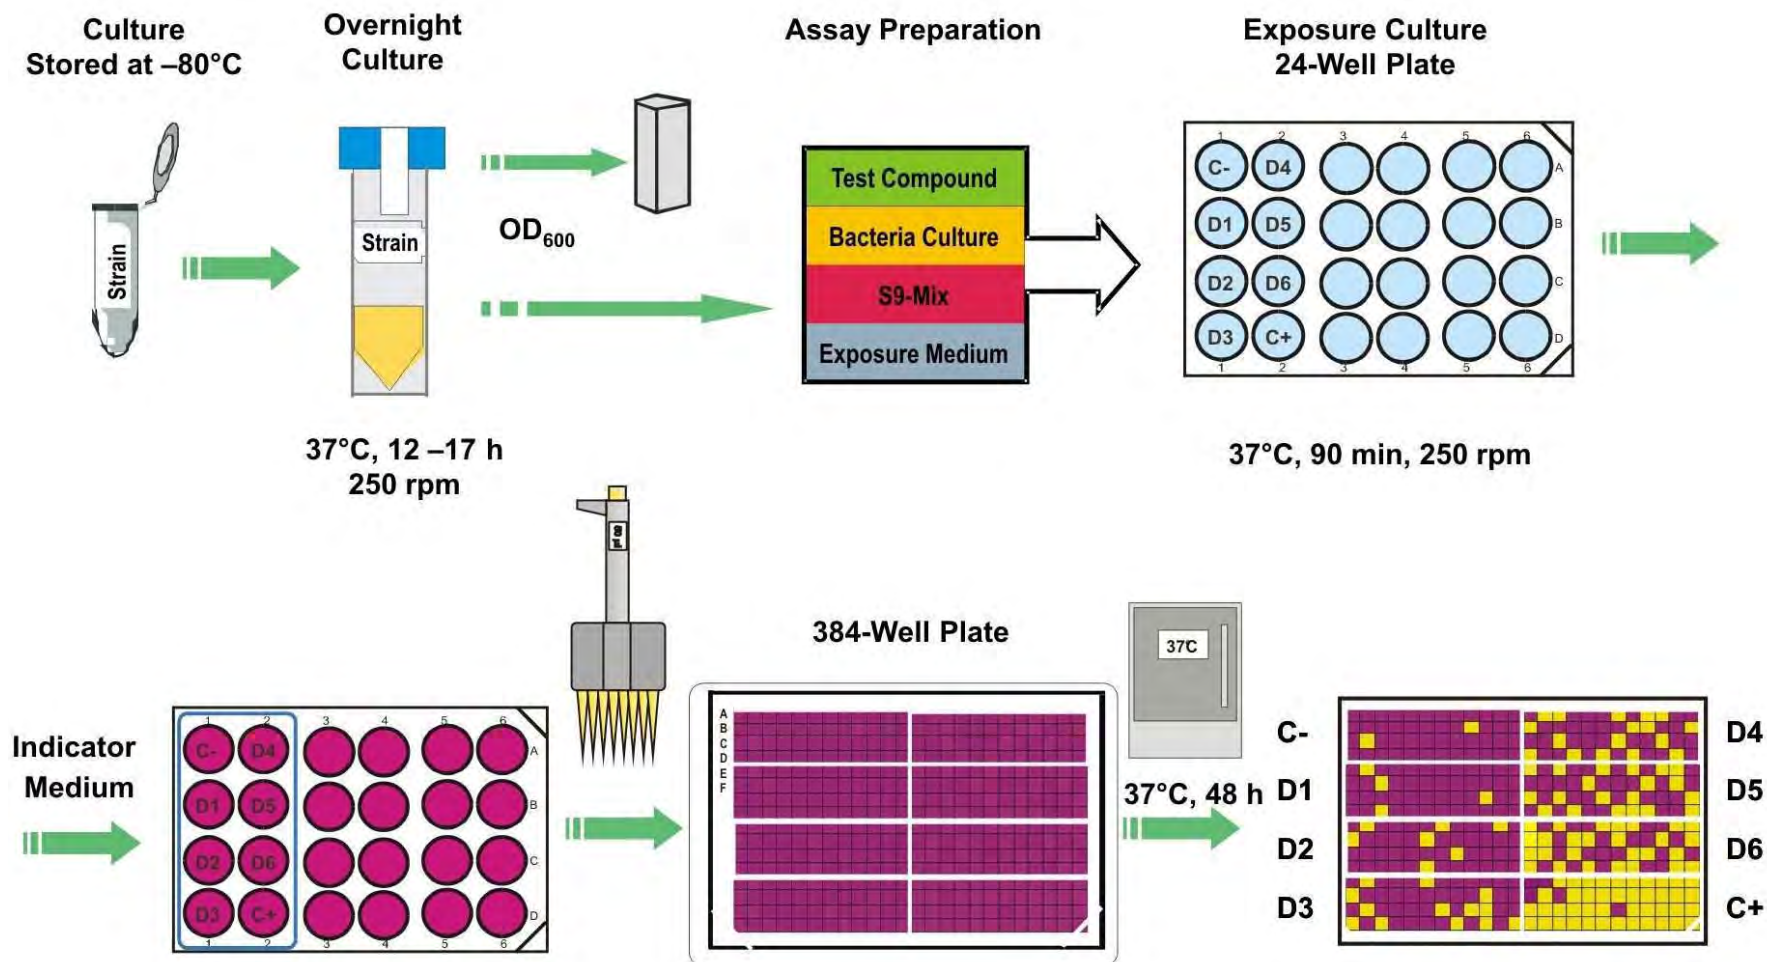 Culture
Stored at –80°C
Overnight
Culture
Assay Preparation
Exposure Culture
24-Well Plate
Strain
Strain
OD600
Test Compound
Bacteria Culture
S9-Mix
Exposure Medium
1 2 3 4 5 6
C- D4 A
D1 D5 B
D2 D6 C
D3 C+ D
1 2 3 4 5 6
37°C, 12 –17 h
250 rpm
37°C, 90 min, 250 rpm
Indicator
Medium
1 2 3 4 5 6
C- D4 A
D1 D5 B
D2 D6 C
D3 C+ D
1 2 3 4 5 6
384-Well Plate
A
B
C
D
E
F
37C
37°C, 48 h
C- D4
D1 D5
D2 D6
D3 C+